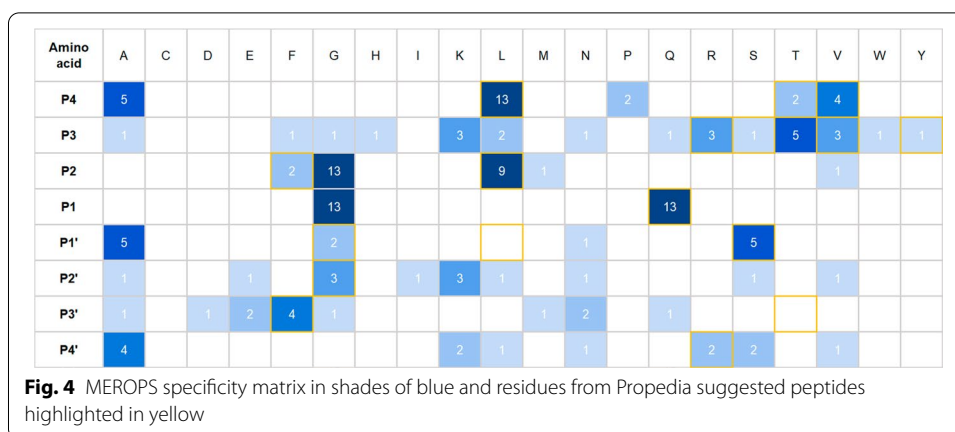 Amino acid A C D E F G H I K L M N P Q R S T V W Y
P4 5 13 2 2 4
P3 1 1 1 1 3 2 1 1 3 1 5 3 1 1
P2 2 13 9 1 1
P1 13 13
P1' 5 2 1 5
P2' 1 1 3 1 3 1 1 1 1
P3' 1 1 2 4 1 1 2 1
P4' 4 2 1 1 2 2 1
Fig. 4 MEROPS specificity matrix in shades of blue and residues from Propedia suggested peptides
highlighted in yellow